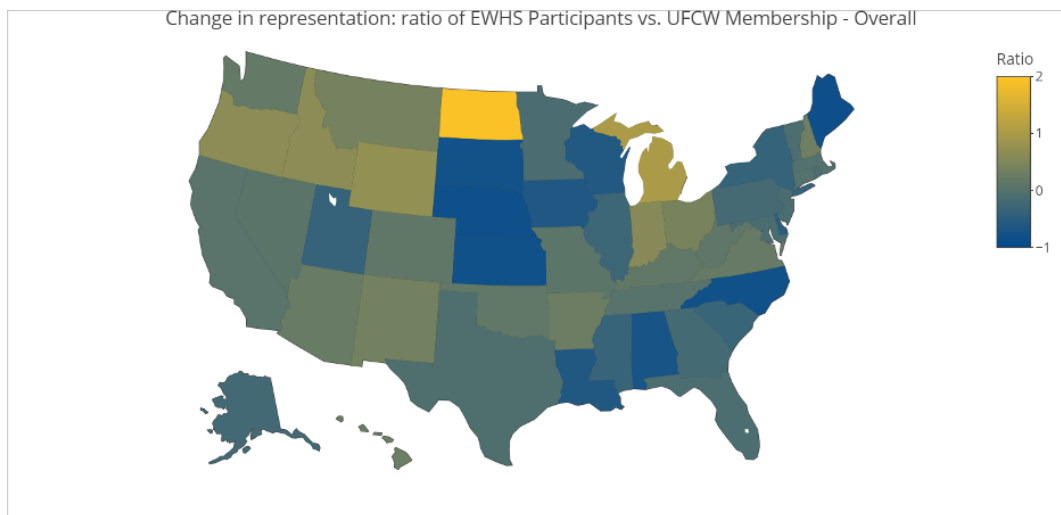 Change in representation: ratio of EWHS Participants vs. UFCW Membership - Overall
Ratio
2
1
0
−1